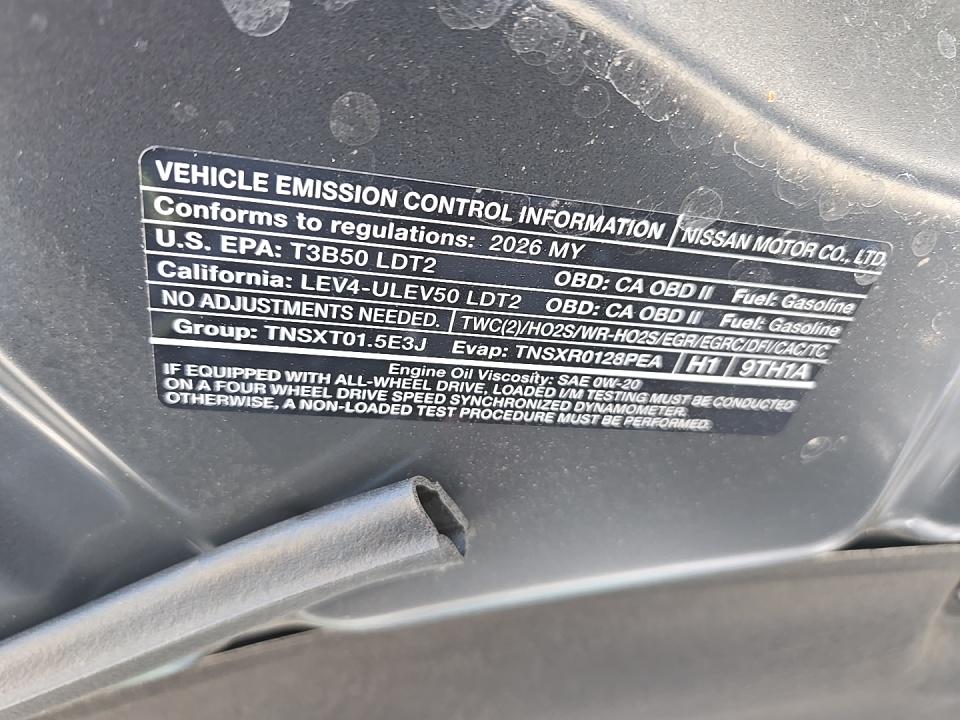 VEHICLE EMISSION CONTROL INFORMATION NISSAN MOTOR CO., LTD.
Conforms to regulations: 2026 MY
U.S. EPA: T3B50 LDT2 OBD: CA OBD II Fuel: Gasoline
California: LEV4-ULEV50 LDT2 OBD: CA OBD II Fuel: Gasoline
NO ADJUSTMENTS NEEDED. TWC(2)/HO2S/WR-HO2S/EGR/EGRC/DFI/CAC/TC
Group: TNSXT01.5E3J Evap: TNSXR0128PEA H1 9TH1A
Engine Oil Viscosity: SAE 0W-20
IF EQUIPPED WITH ALL-WHEEL DRIVE, LOADED I/M TESTING MUST BE CONDUCTED
ON A FOUR WHEEL DRIVE SPEED SYNCHRONIZED DYNAMOMETER.
OTHERWISE, A NON-LOADED TEST PROCEDURE MUST BE PERFORMED.